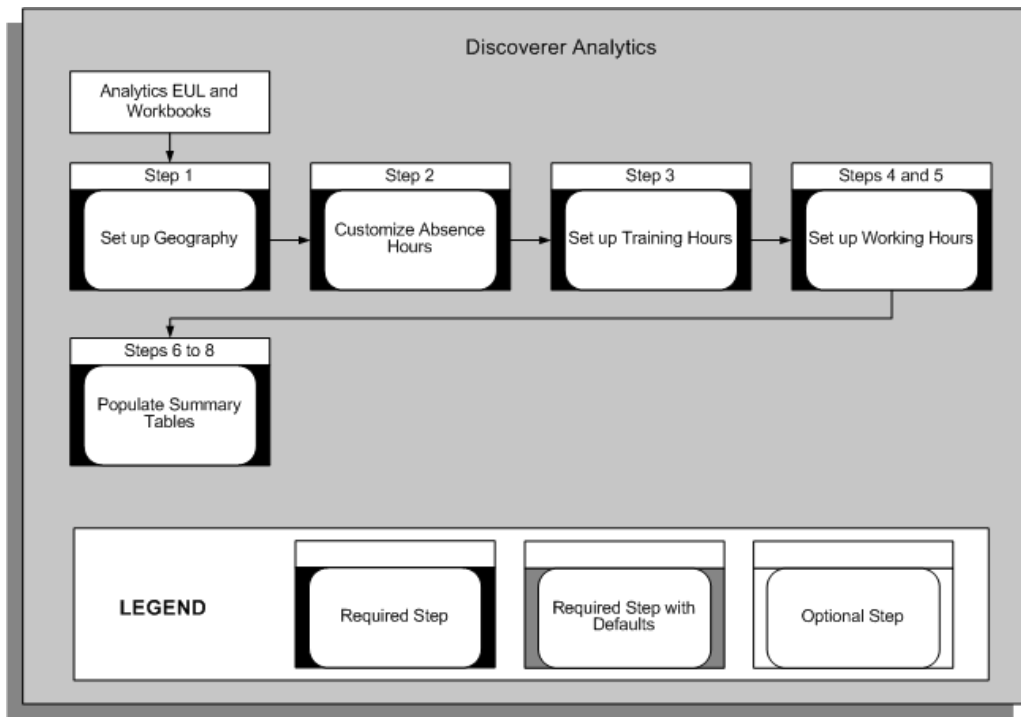 Discoverer Analytics
Analytics EUL and
Workbooks
Step 1
Set up Geography
Step 2
Customize Absence
Hours
Step 3
Set up Training Hours
Steps 4 and 5
Set up Working Hours
Steps 6 to 8
Populate Summary
Tables
LEGEND
Required Step
Required Step with
Defaults
Optional Step